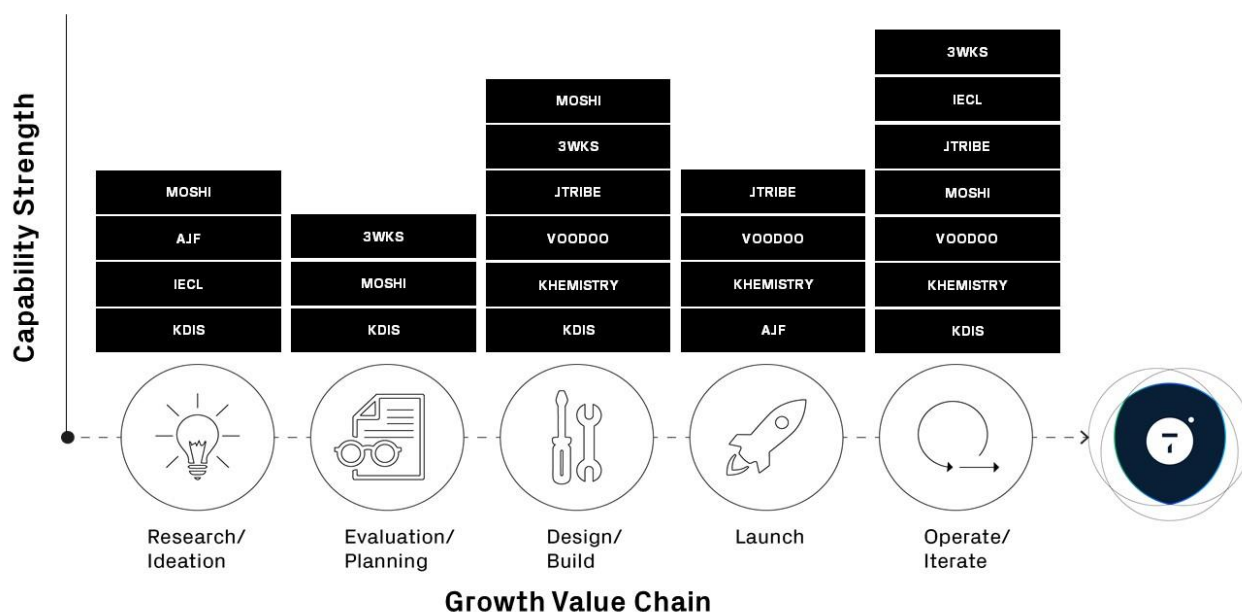 Capability Strength
MOSHI
AJF
IECL
KDIS
3WKS
MOSHI
KDIS
MOSHI
3WKS
JTRIBE
VOODOO
KHEMISTRY
KDIS
JTRIBE
VOODOO
KHEMISTRY
AJF
3WKS
IECL
JTRIBE
MOSHI
VOODOO
KHEMISTRY
KDIS
Research/
Ideation
Evaluation/
Planning
Design/
Build
Launch
Operate/
Iterate
Growth Value Chain